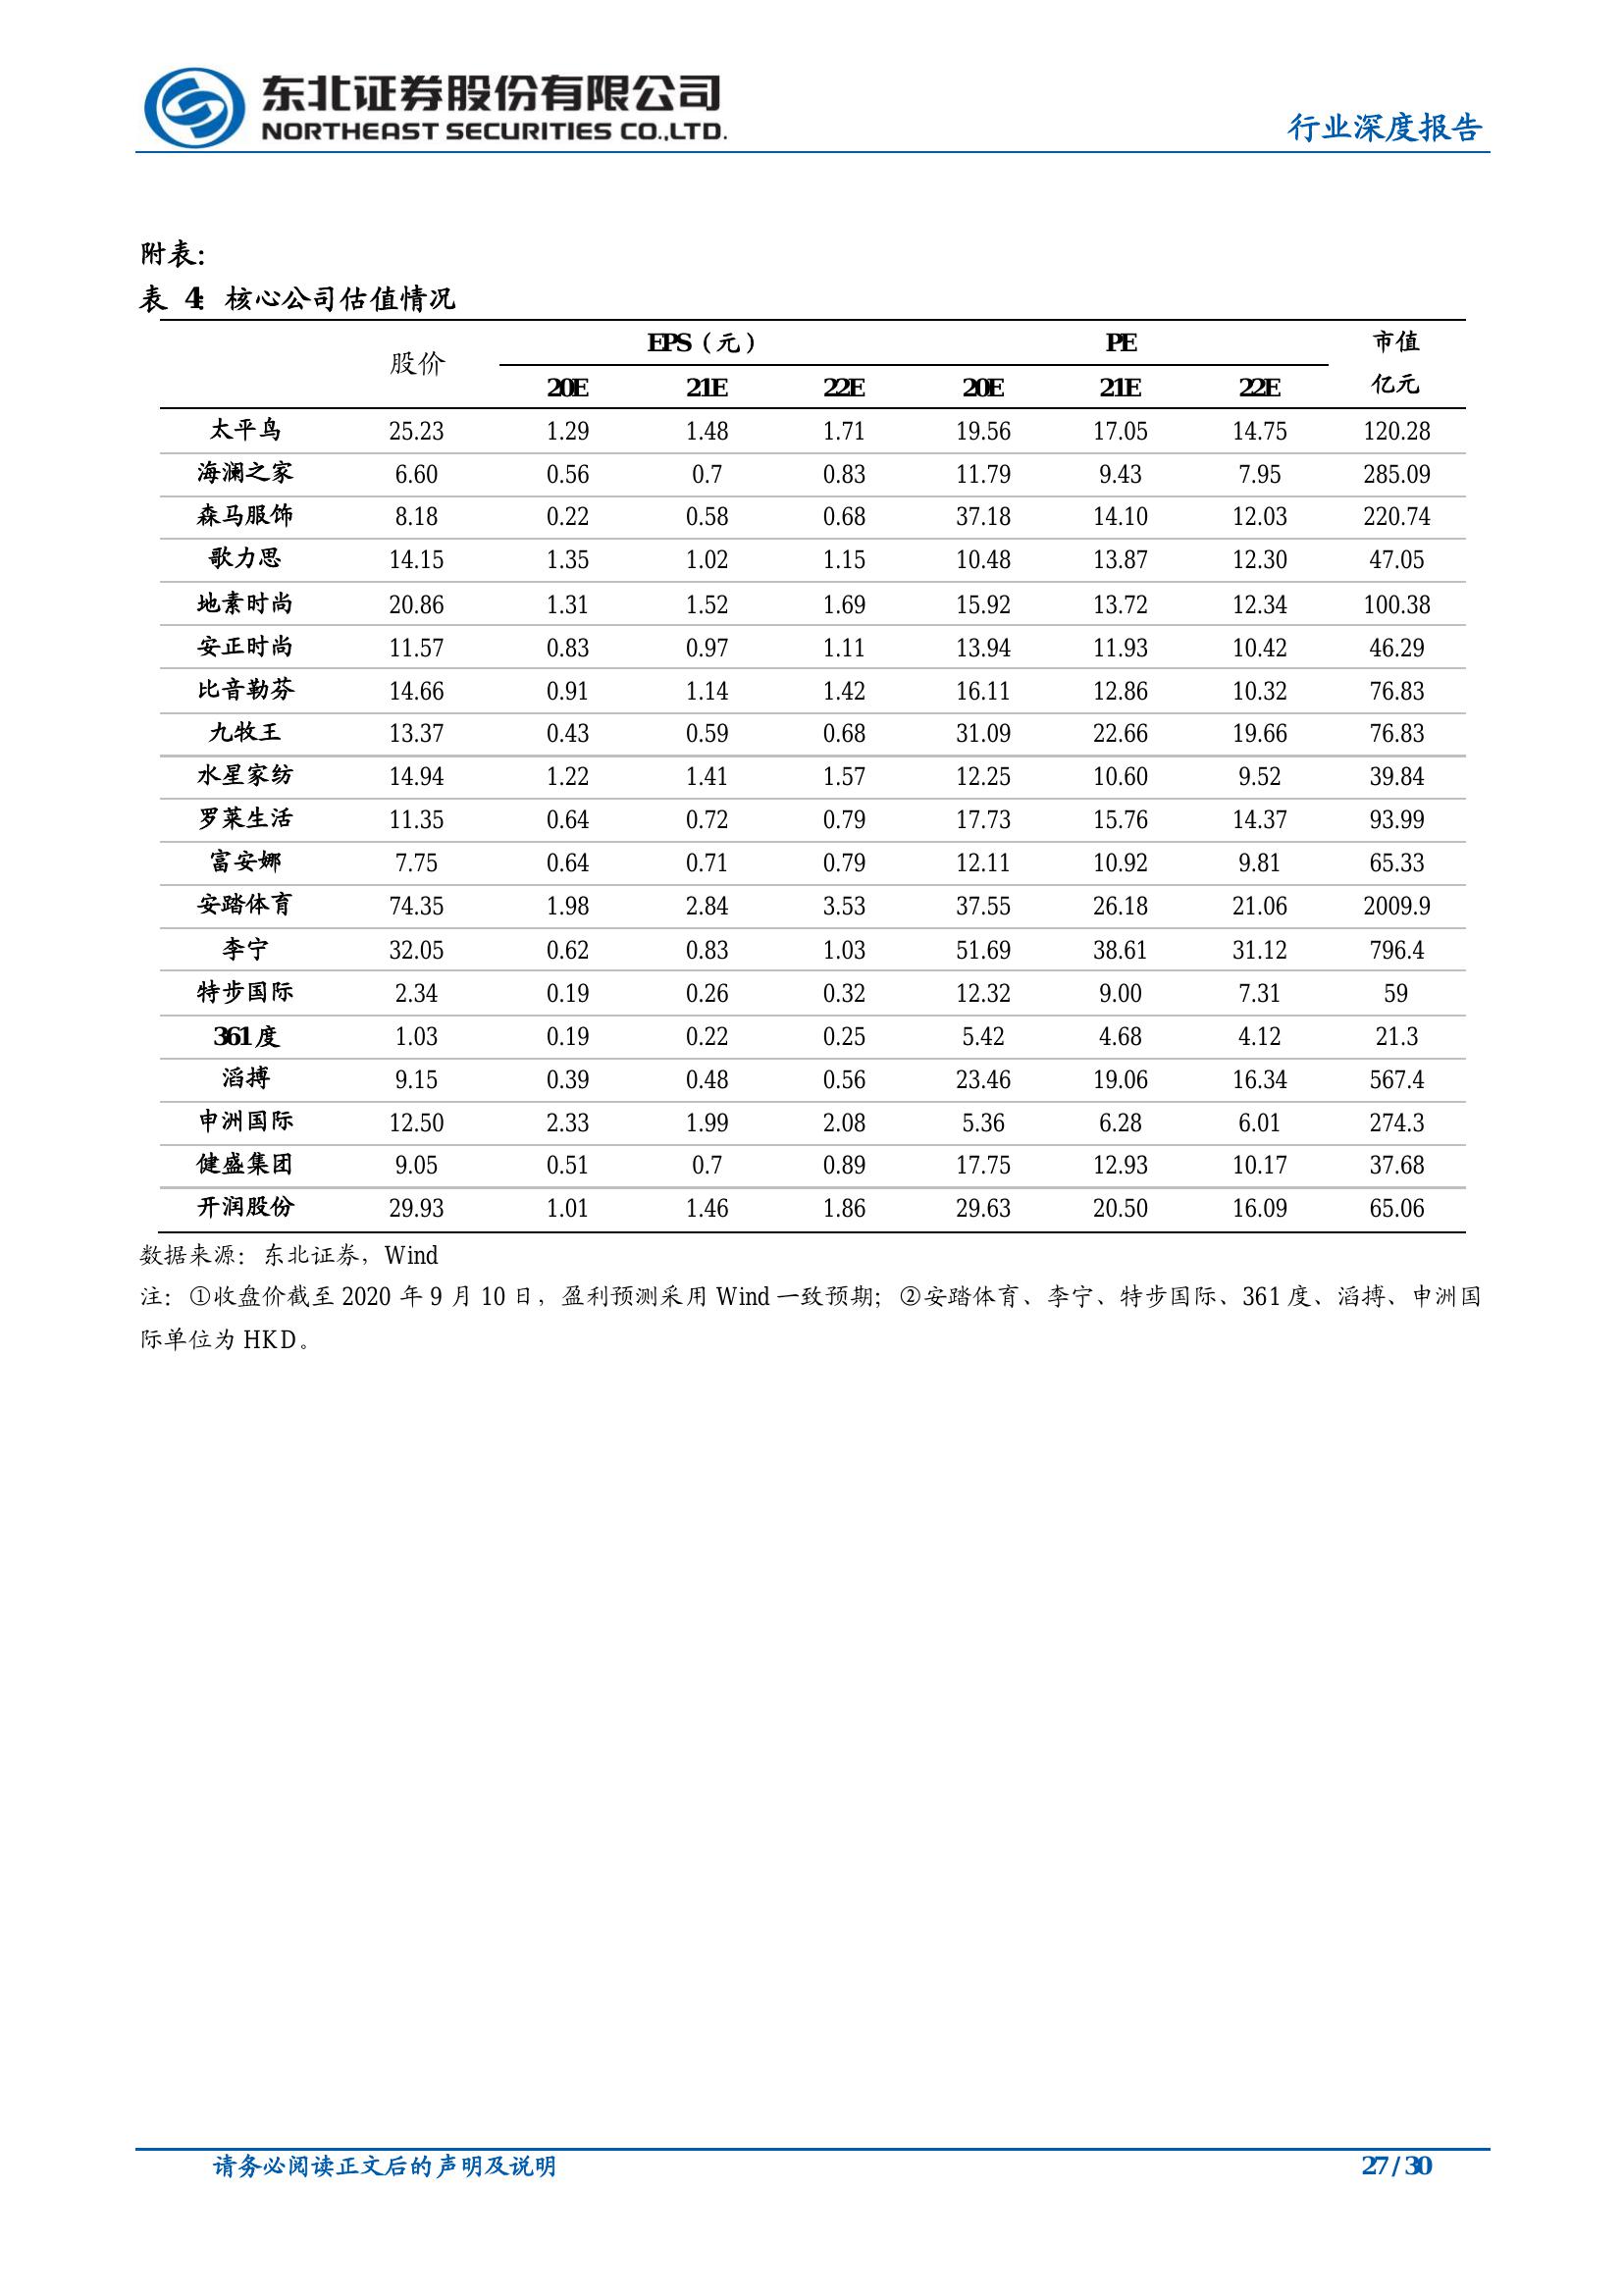 东北证券股份有限公司
NORTHEAST SECURITIES CO.,LTD.
行业深度报告
附表:
表 4: 核心公司估值情况
股价 EPS（元） PE 市值
20E 21E 22E 20E 21E 22E 亿元
太平鸟 25.23 1.29 1.48 1.71 19.56 17.05 14.75 120.28
海澜之家 6.60 0.56 0.7 0.83 11.79 9.43 7.95 285.09
森马服饰 8.18 0.22 0.58 0.68 37.18 14.10 12.03 220.74
歌力思 14.15 1.35 1.02 1.15 10.48 13.87 12.30 47.05
地素时尚 20.86 1.31 1.52 1.69 15.92 13.72 12.34 100.38
安正时尚 11.57 0.83 0.97 1.11 13.94 11.93 10.42 46.29
比音勒芬 14.66 0.91 1.14 1.42 16.11 12.86 10.32 76.83
九牧王 13.37 0.43 0.59 0.68 31.09 22.66 19.66 76.83
水星家纺 14.94 1.22 1.41 1.57 12.25 10.60 9.52 39.84
罗莱生活 11.35 0.64 0.72 0.79 17.73 15.76 14.37 93.99
富安娜 7.75 0.64 0.71 0.79 12.11 10.92 9.81 65.33
安踏体育 74.35 1.98 2.84 3.53 37.55 26.18 21.06 2009.9
李宁 32.05 0.62 0.83 1.03 51.69 38.61 31.12 796.4
特步国际 2.34 0.19 0.26 0.32 12.32 9.00 7.31 59
361度 1.03 0.19 0.22 0.25 5.42 4.68 4.12 21.3
滔搏 9.15 0.39 0.48 0.56 23.46 19.06 16.34 567.4
申洲国际 12.50 2.33 1.99 2.08 5.36 6.28 6.01 274.3
健盛集团 9.05 0.51 0.7 0.89 17.75 12.93 10.17 37.68
开润股份 29.93 1.01 1.46 1.86 29.63 20.50 16.09 65.06
数据来源：东北证券，Wind
注：①收盘价截至 2020 年 9 月 10 日，盈利预测采用 Wind 一致预期；②安踏体育、李宁、特步国际、361 度、滔搏、申洲国
际单位为 HKD。
请务必阅读正文后的声明及说明 27 / 30